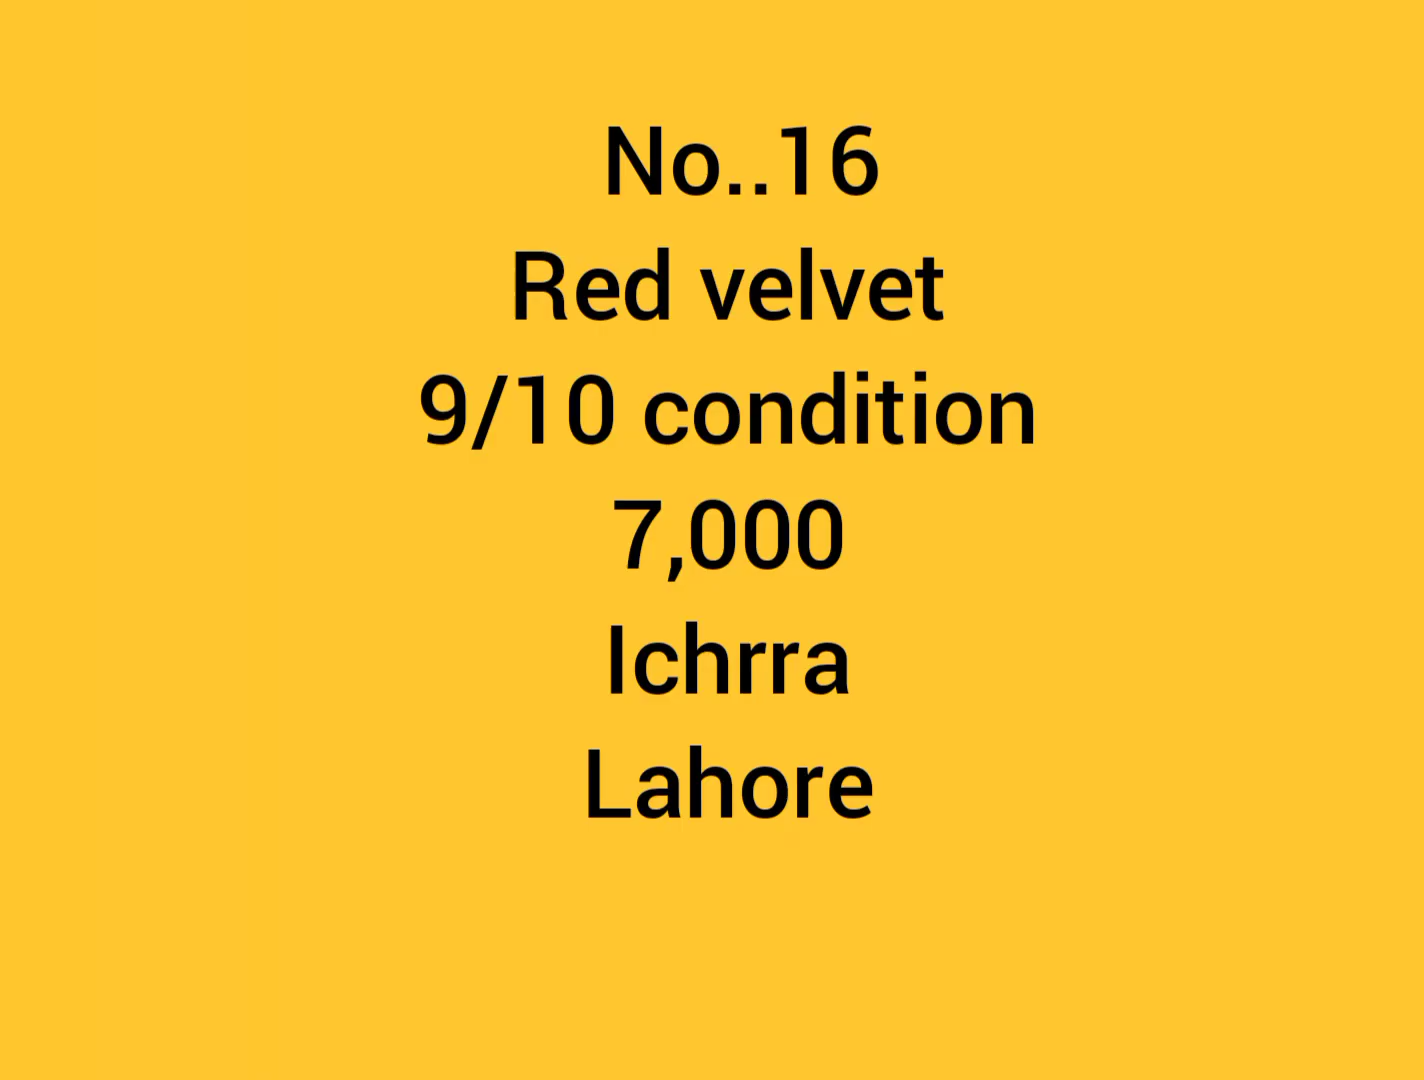 No..16
Red velvet
9/10 condition
7,000
Ichrra
Lahore